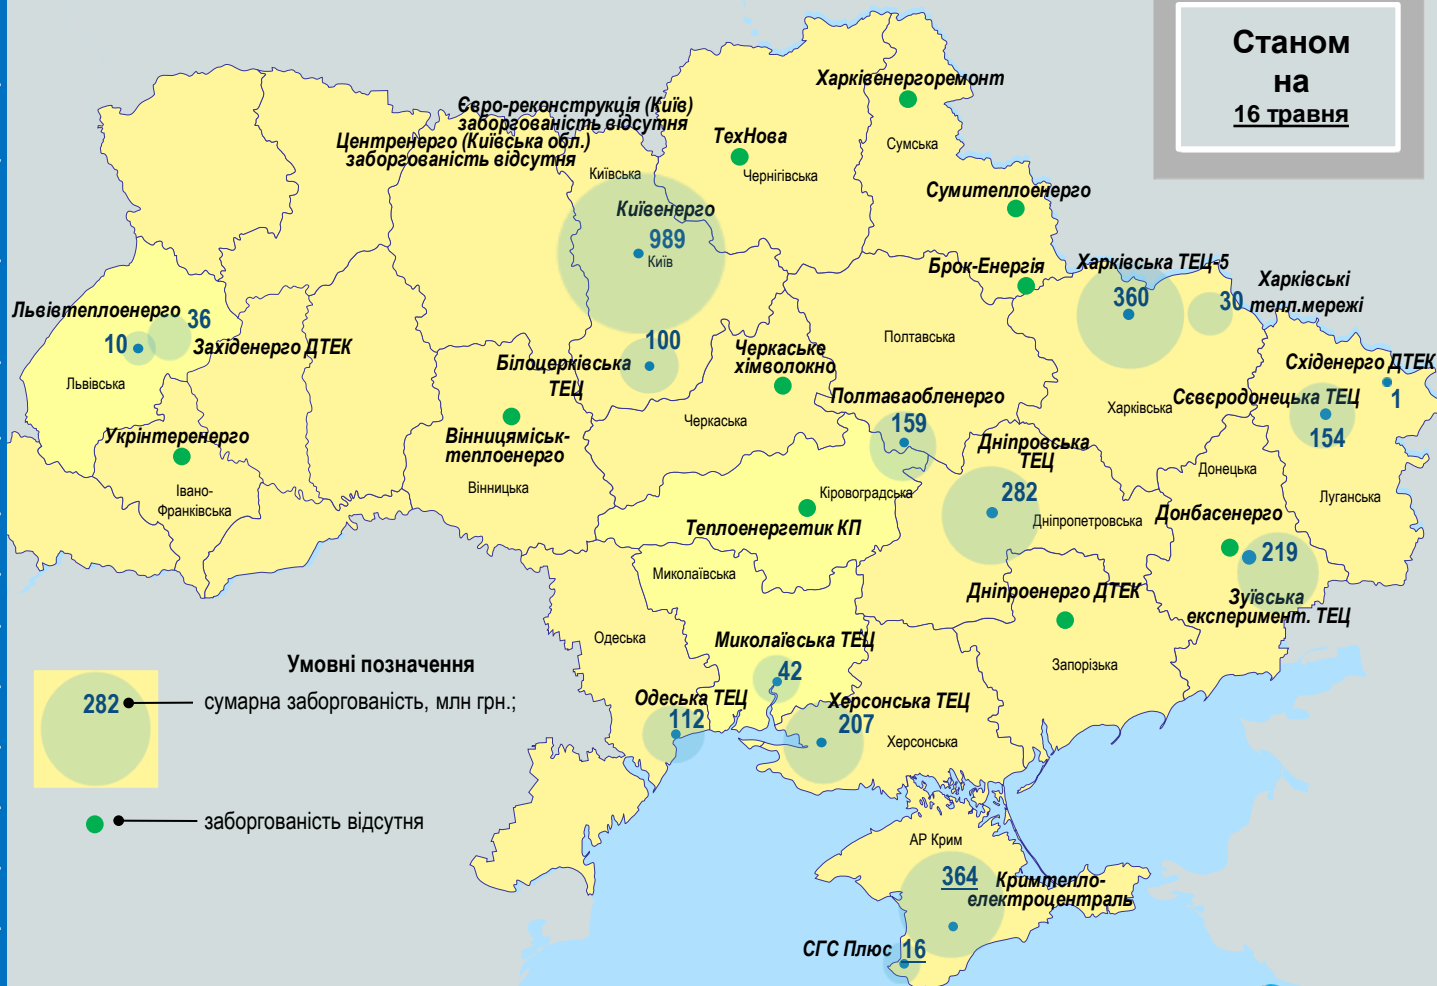 Станом
на
16 травня
Харківенергоремонт
Євро-реконструкція (Київ)
заборгованість відсутня
Центренерго (Київська обл.)
заборгованість відсутня
ТехНова
Сумська
Київська
Чернігівська
Сумитеплоенерго
Київенерго
989
Київ
Брок-Енергія
Харківська ТЕЦ-5
360
30
Харківські
тепл.мережі
Львівтеплоенерго
36
10
Західенерго ДТЕК
Львівська
100
Білоцерківська
ТЕЦ
Черкаське
хімволокно
Полтавська
Полтаваобленерго
159
Східенерго ДТЕК
1
Сєвєродонецька ТЕЦ
154
Харківська
Черкаська
Укрінтеренерго
Вінницяміськ-
теплоенерго
Вінницька
Івано-
Франківська
Дніпровська
ТЕЦ
282
Дніпропетровська
Донецька
Луганська
Кіровоградська
Теплоенергетик КП
Донбасенерго
219
Зуївська
експеримент. ТЕЦ
Миколаївська
Дніпроенерго ДТЕК
Одеська
Миколаївська ТЕЦ
42
Запорізька
Одеська ТЕЦ
112
Херсонська ТЕЦ
207
Херсонська
Умовні позначення
282
сумарна заборгованість, млн грн.;
заборгованість відсутня
АР Крим
364
Кримтепло-
електроцентраль
СГС Плюс
16